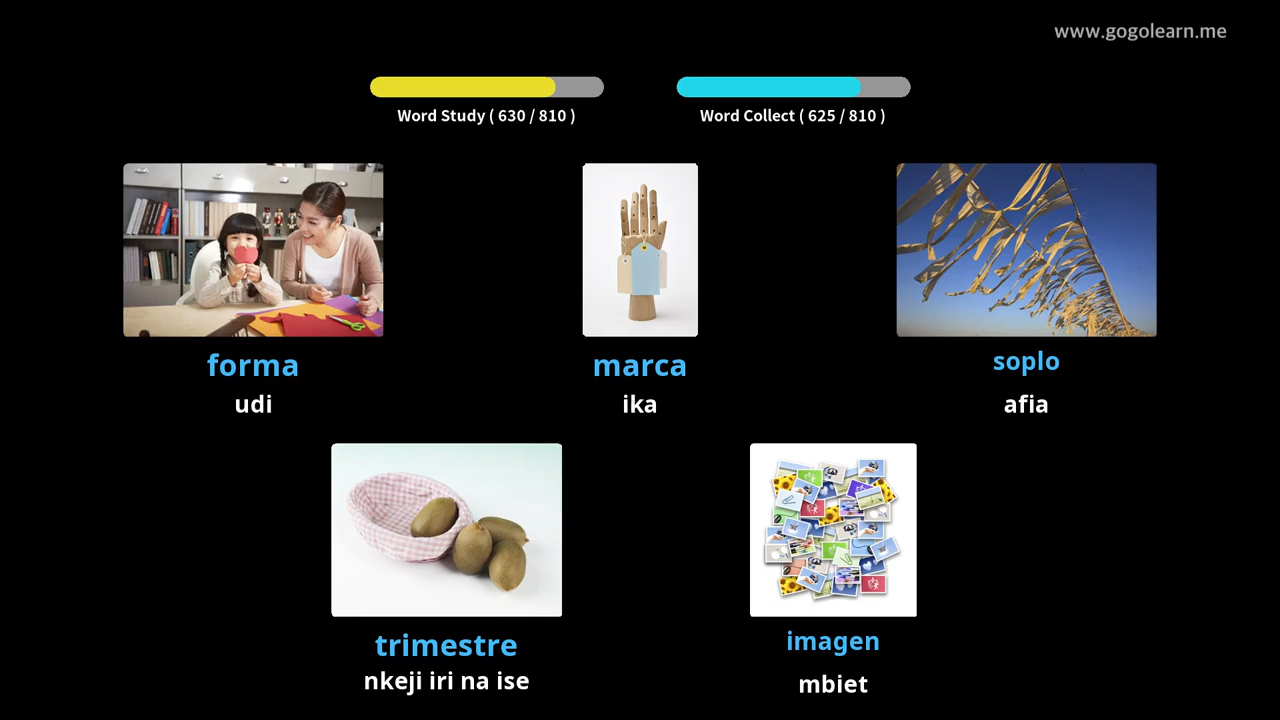 www.gogolearn.me
Word Study ( 630 / 810 )
Word Collect ( 625 / 810 )
forma
udi
marca
ika
soplo
afia
trimestre
nkeji iri na ise
imagen
mbiet